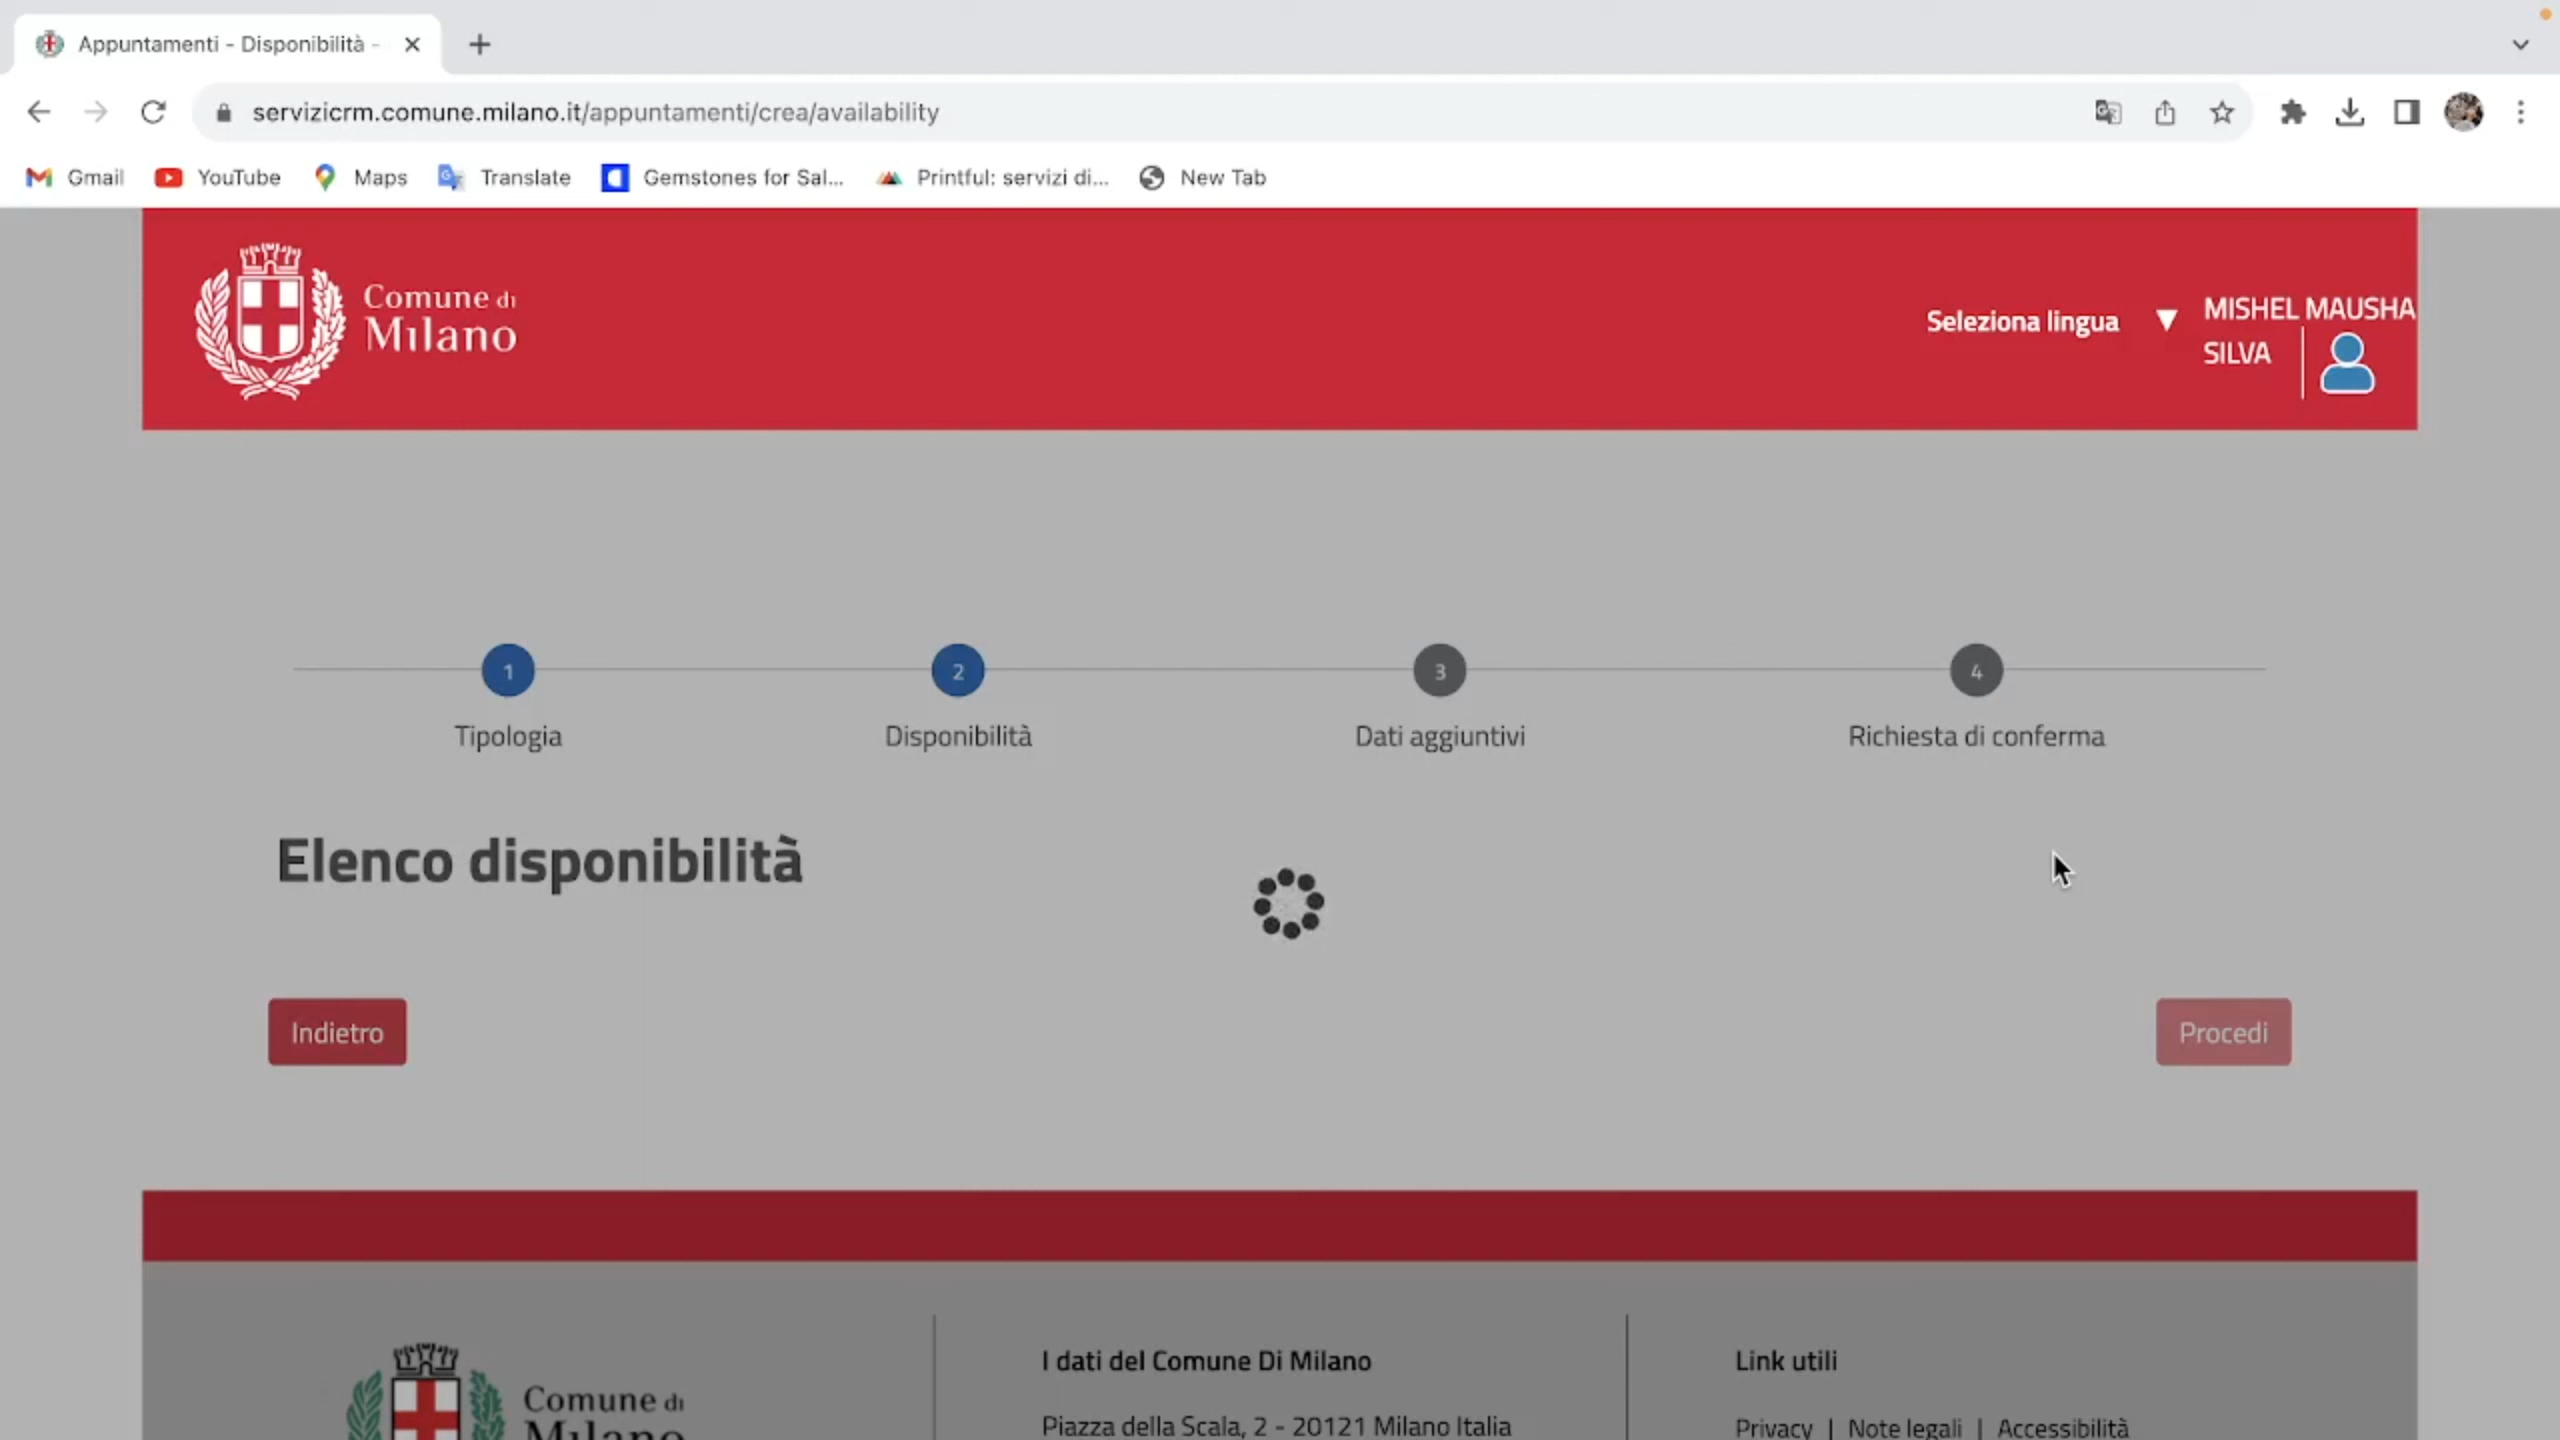 Appuntamenti - Disponibilità -
servizicrm.comune.milano.it/appuntamenti/crea/availability
Gmail YouTube Maps Translate Gemstones for Sal... Printful: servizi di... New Tab
Comune di
Milano
Seleziona lingua ▼
MISHEL MAUSHA
SILVA
1 2 3 4
Tipologia Disponibilità Dati aggiuntivi Richiesta di conferma
Elenco disponibilità
Indietro Procedi
Comune di
Milano
I dati del Comune Di Milano
Piazza della Scala, 2 - 20121 Milano Italia
Link utili
Privacy | Note legali | Accessibilità